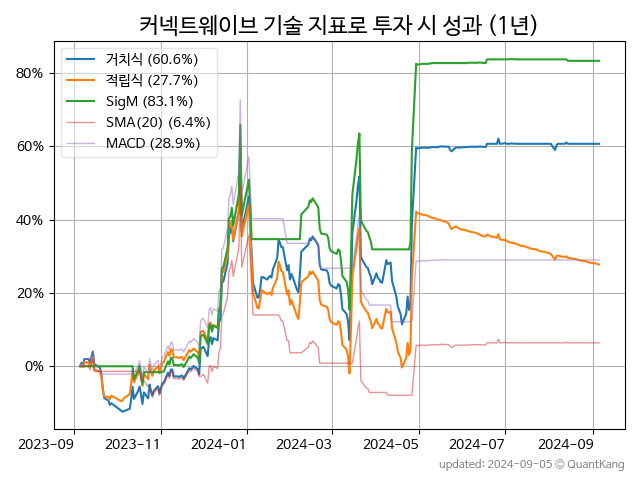 커넥트웨이브 기술 지표로 투자 시 성과 (1년)
거치식 (60.6%)
적립식 (27.7%)
SigM (83.1%)
SMA(20) (6.4%)
MACD (28.9%)
80%
60%
40%
20%
0%
2023-09 2023-11 2024-01 2024-03 2024-05 2024-07 2024-09
updated: 2024-09-05 © QuantKang